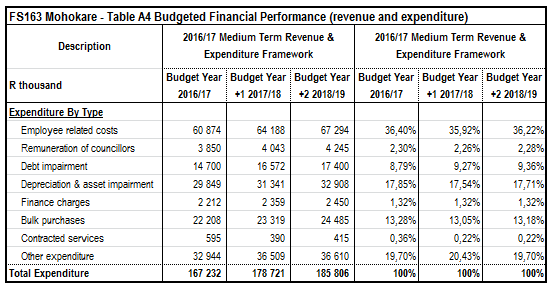 FS163 Mohokare - Table A4 Budgeted Financial Performance (revenue and expenditure)
Description 2016/17 Medium Term Revenue & Expenditure Framework 2016/17 Medium Term Revenue & Expenditure Framework
R thousand Budget Year 2016/17 Budget Year +1 2017/18 Budget Year +2 2018/19 Budget Year 2016/17 Budget Year +1 2017/18 Budget Year +2 2018/19
Expenditure By Type
Employee related costs 60 874 64 188 67 294 36,40% 35,92% 36,22%
Remuneration of councillors 3 850 4 043 4 245 2,30% 2,26% 2,28%
Debt impairment 14 700 16 572 17 400 8,79% 9,27% 9,36%
Depreciation & asset impairment 29 849 31 341 32 908 17,85% 17,54% 17,71%
Finance charges 2 212 2 359 2 450 1,32% 1,32% 1,32%
Bulk purchases 22 208 23 319 24 485 13,28% 13,05% 13,18%
Contracted services 595 390 415 0,36% 0,22% 0,22%
Other expenditure 32 944 36 509 36 610 19,70% 20,43% 19,70%
Total Expenditure 167 232 178 721 185 806 100% 100% 100%